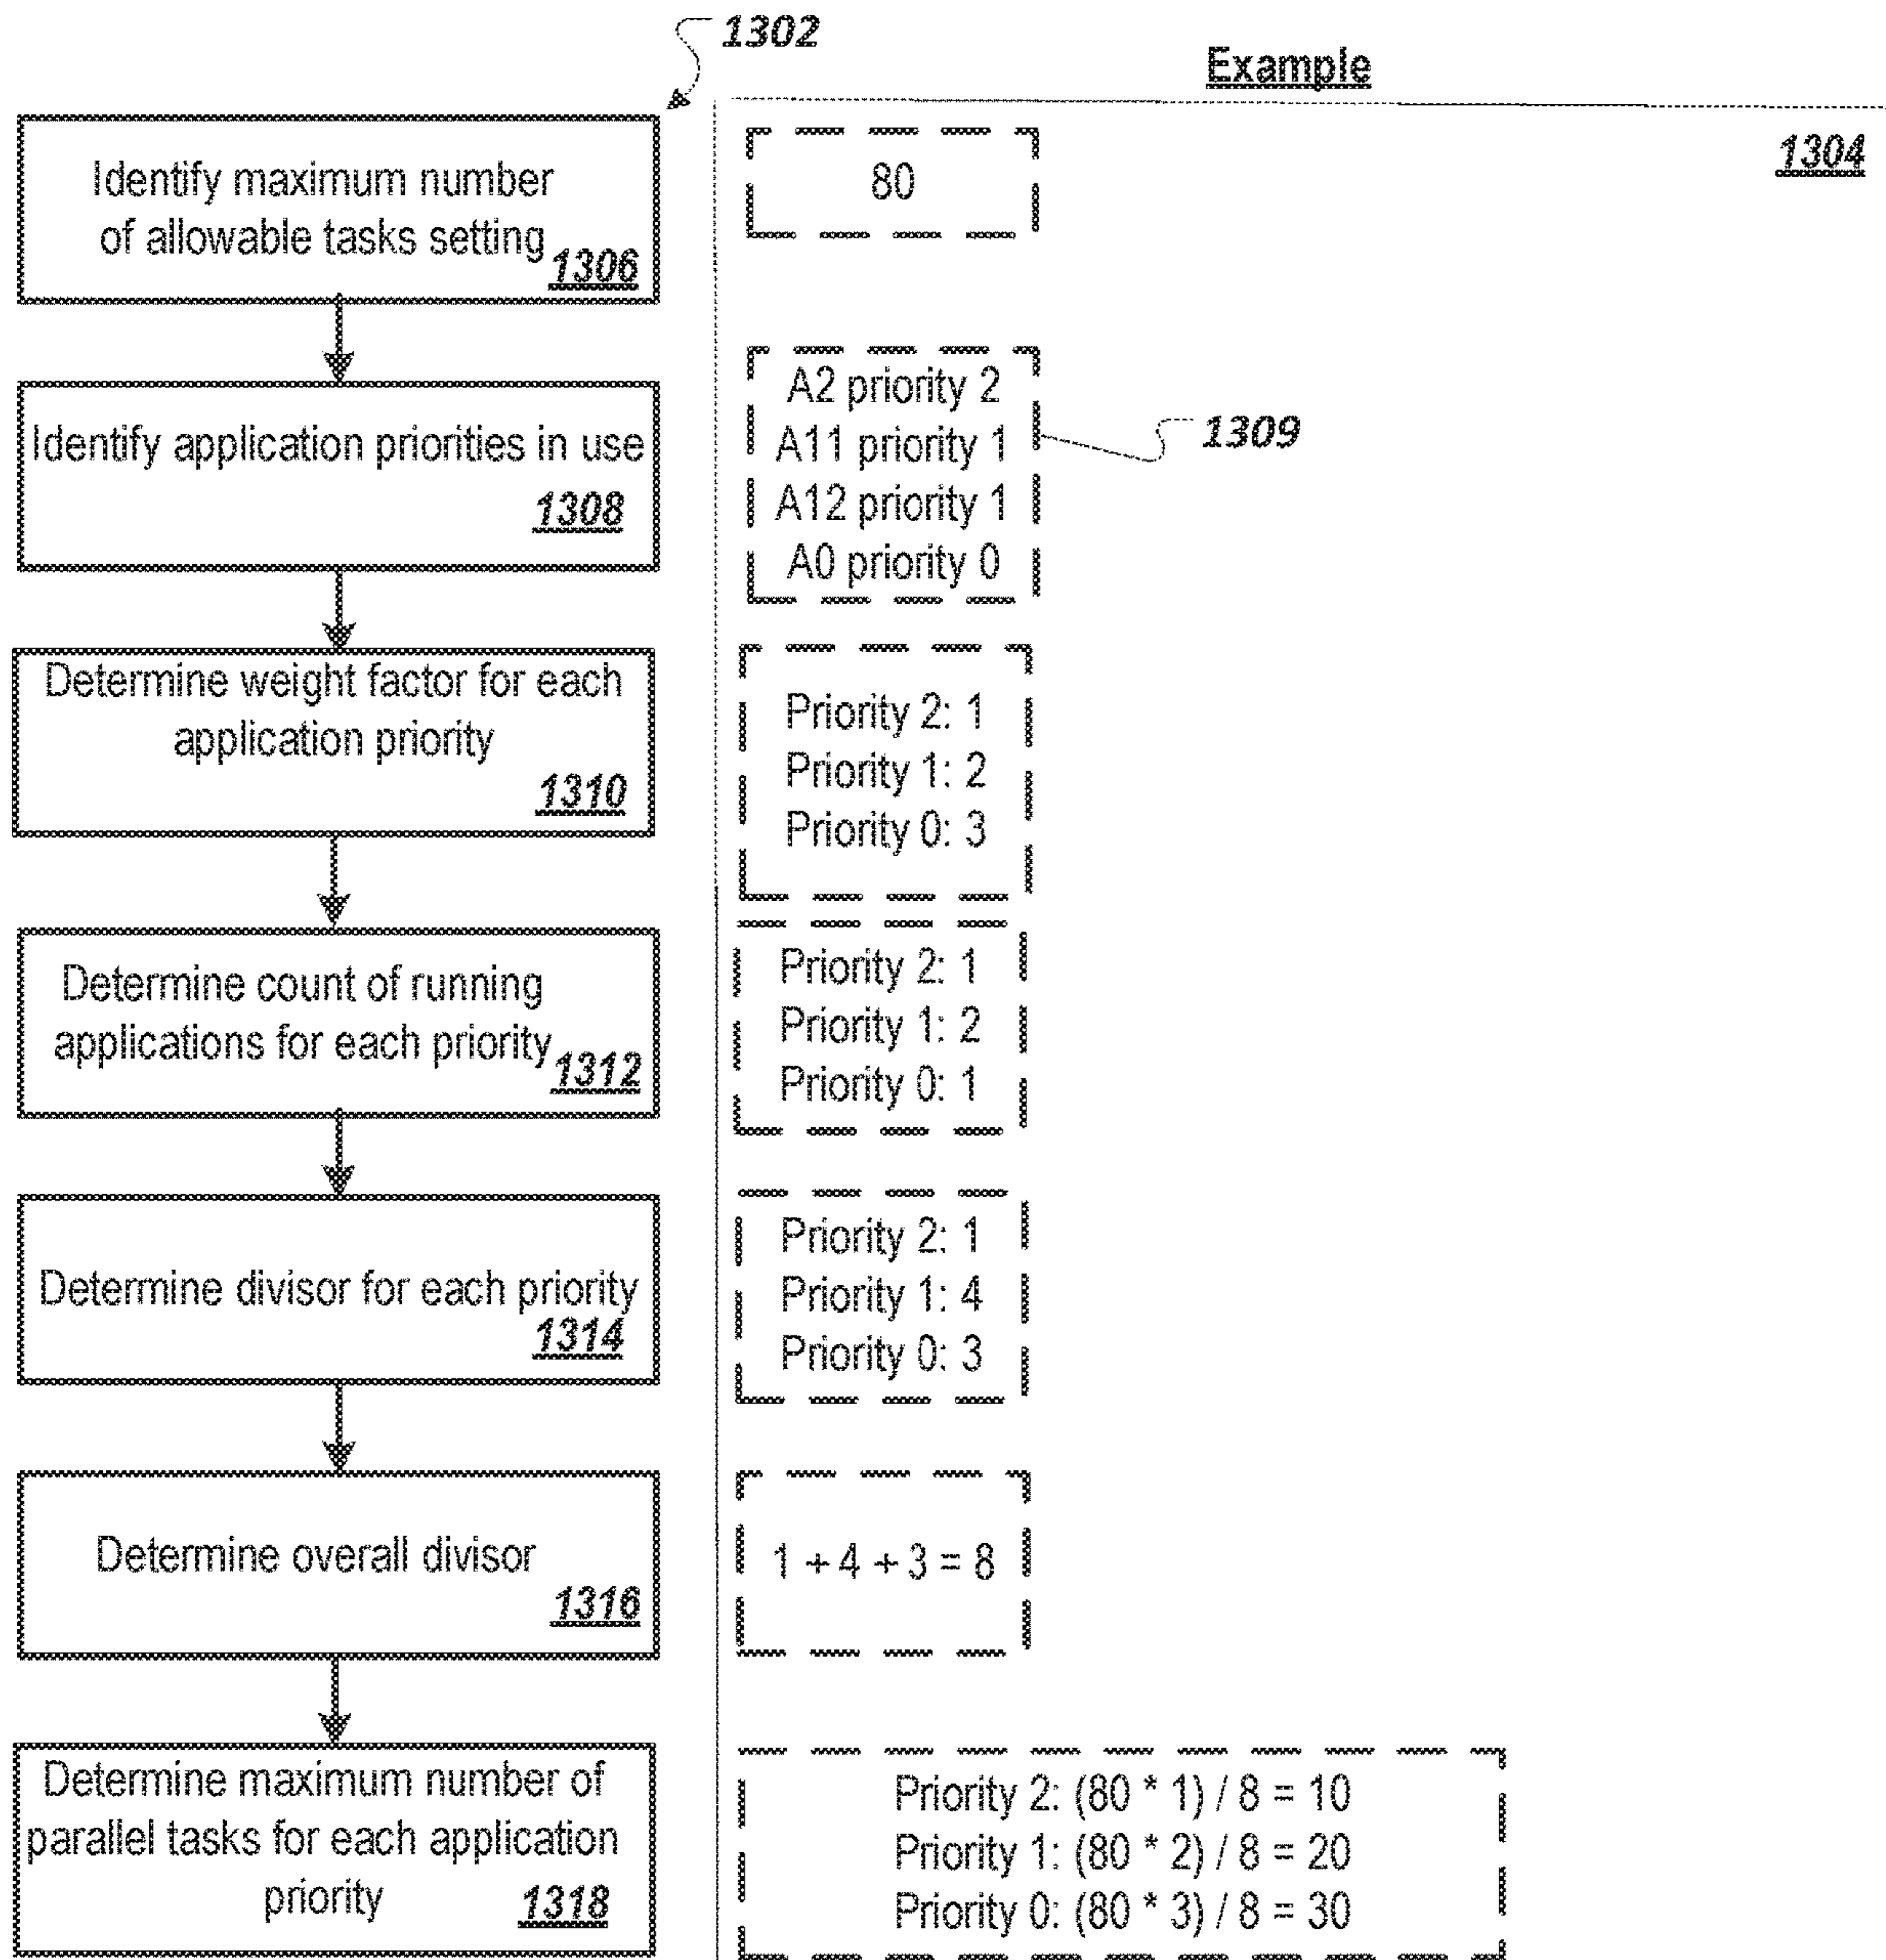 1302
Example
1304
Identify maximum number
of allowable tasks setting
1306
80
Identify application priorities in use
1308
A2 priority 2
A11 priority 1
A12 priority 1
A0 priority 0
1309
Determine weight factor for each
application priority
1310
Priority 2: 1
Priority 1: 2
Priority 0: 3
Determine count of running
applications for each priority
1312
Priority 2: 1
Priority 1: 2
Priority 0: 1
Determine divisor for each priority
1314
Priority 2: 1
Priority 1: 4
Priority 0: 3
Determine overall divisor
1316
1 + 4 + 3 = 8
Determine maximum number of
parallel tasks for each application
priority
1318
Priority 2: (80 * 1) / 8 = 10
Priority 1: (80 * 2) / 8 = 20
Priority 0: (80 * 3) / 8 = 30